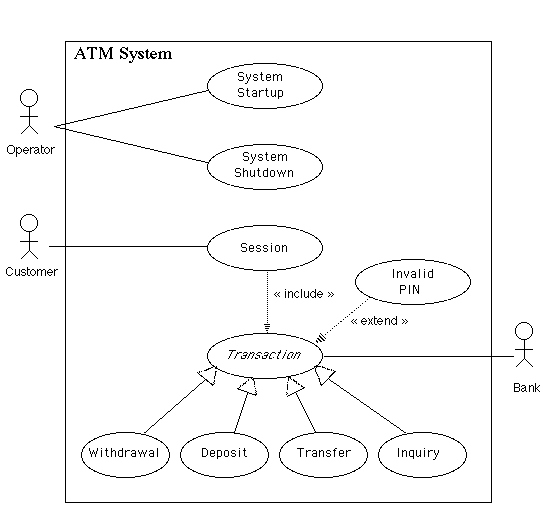 ATM System
System
Startup
Operator
System
Shutdown
Customer
Session
Invalid
PIN
« include »
« extend »
Transaction
Bank
Withdrawal
Deposit
Transfer
Inquiry